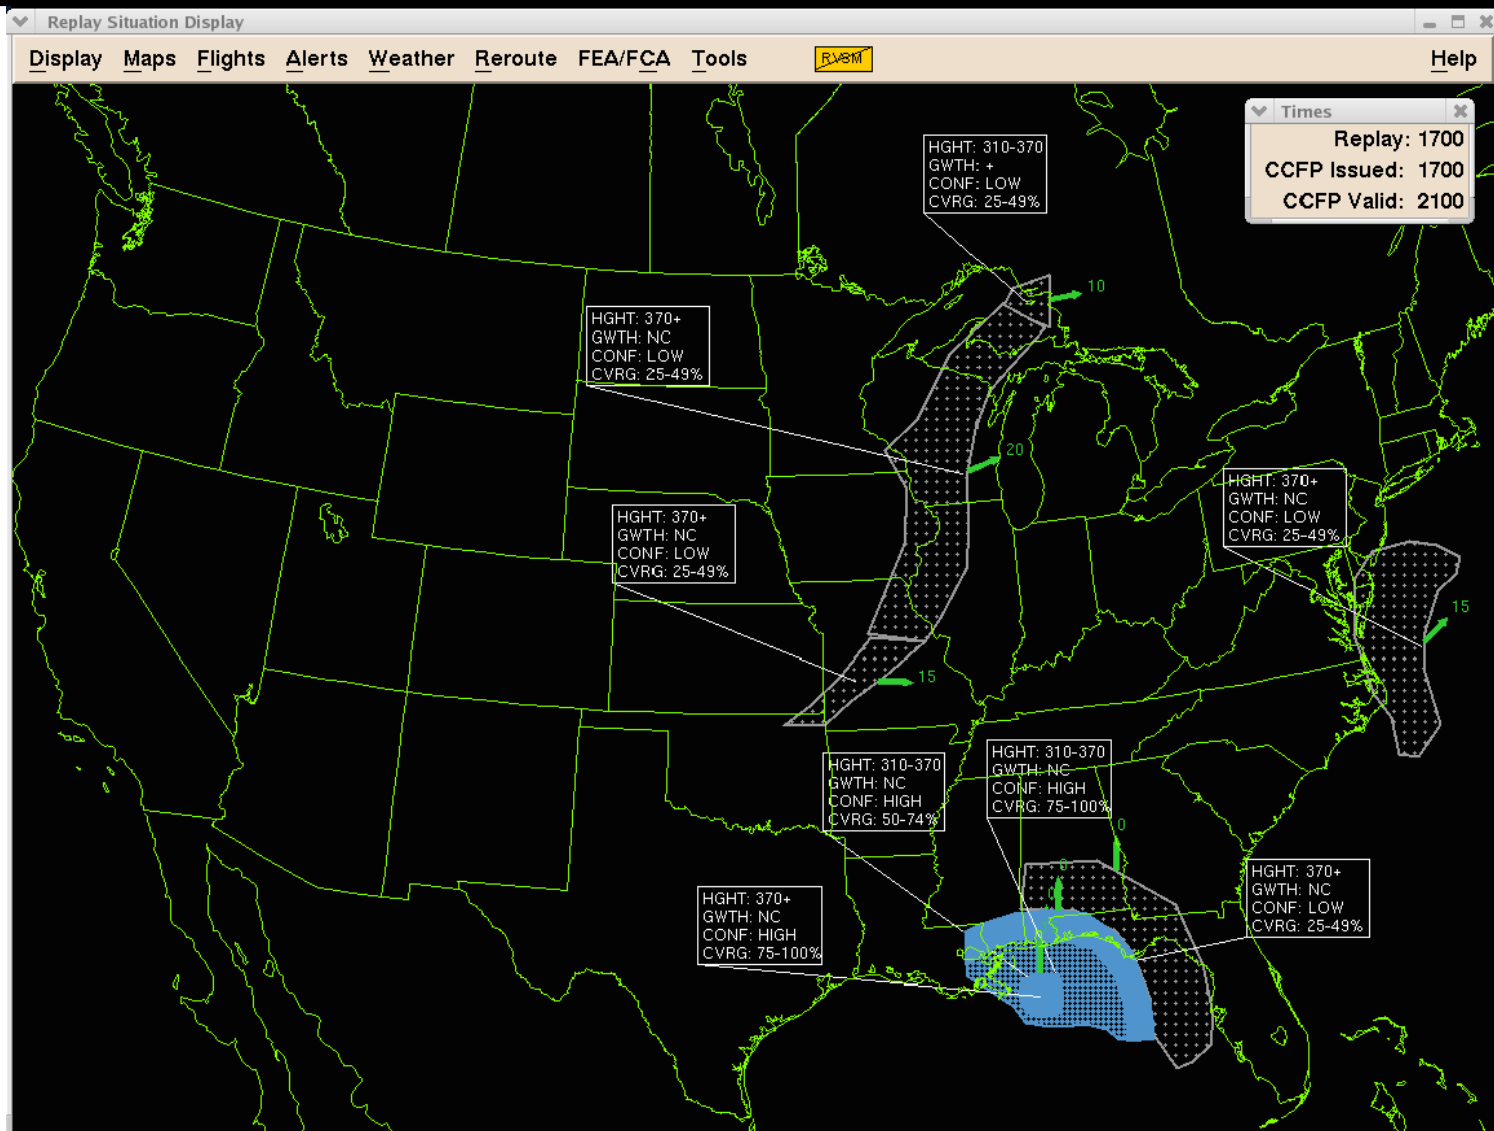 Replay Situation Display
Display Maps Flights Alerts Weather Reroute FEA/FCA Tools RVSM Help
Times
Replay: 1700
CCFP Issued: 1700
CCFP Valid: 2100
HGHT: 310-370
GWTH: +
CONF: LOW
CVRG: 25-49%
10
HGHT: 370+
GWTH: NC
CONF: LOW
CVRG: 25-49%
20
HGHT: 370+
GWTH: NC
CONF: LOW
CVRG: 25-49%
HGHT: 370+
GWTH: NC
CONF: LOW
CVRG: 25-49%
15
15
HGHT: 310-370
GWTH: NC
CONF: HIGH
CVRG: 50-74%
HGHT: 310-370
GWTH: NC
CONF: HIGH
CVRG: 75-100%
0
0
0
HGHT: 370+
GWTH: NC
CONF: LOW
CVRG: 25-49%
HGHT: 370+
GWTH: NC
CONF: HIGH
CVRG: 75-100%